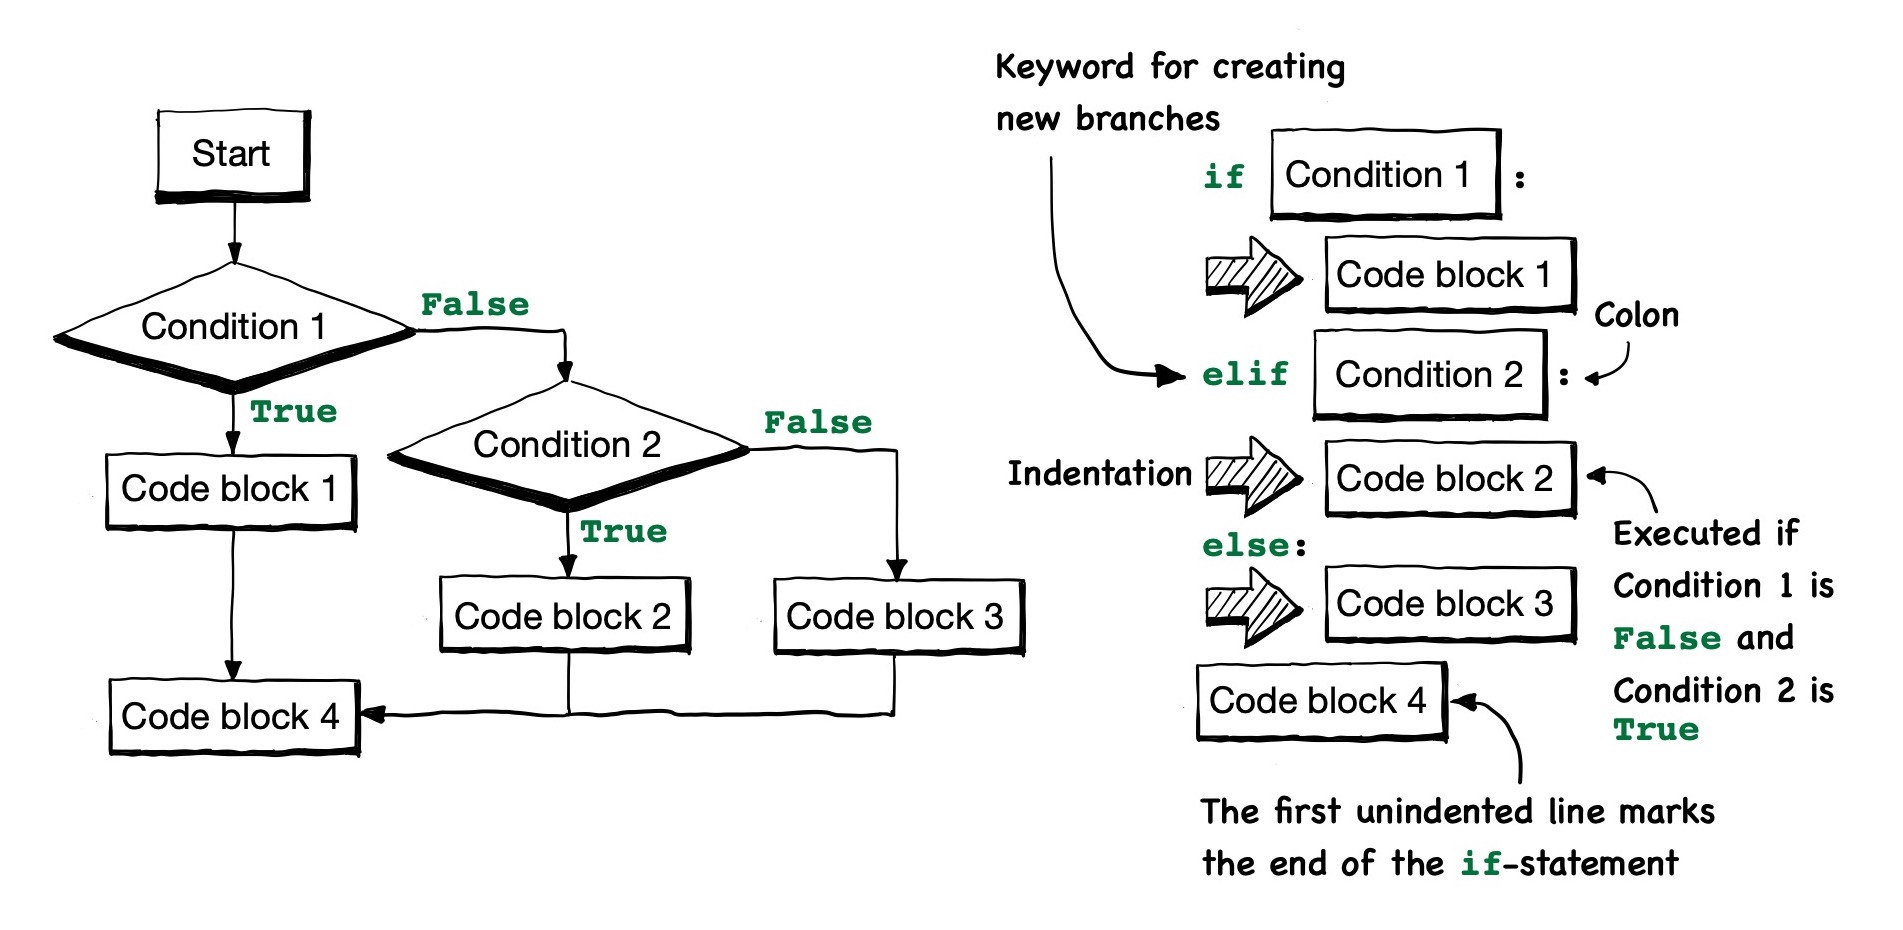 Start
Condition 1
False
True
Condition 2
False
Code block 1
True
Code block 2
Code block 3
Code block 4
Keyword for creating
new branches
if Condition 1 :
Code block 1
Colon
elif Condition 2 :
Indentation
Code block 2
Executed if
Condition 1 is
False and
Condition 2 is
True
else:
Code block 3
Code block 4
The first unindented line marks
the end of the if-statement